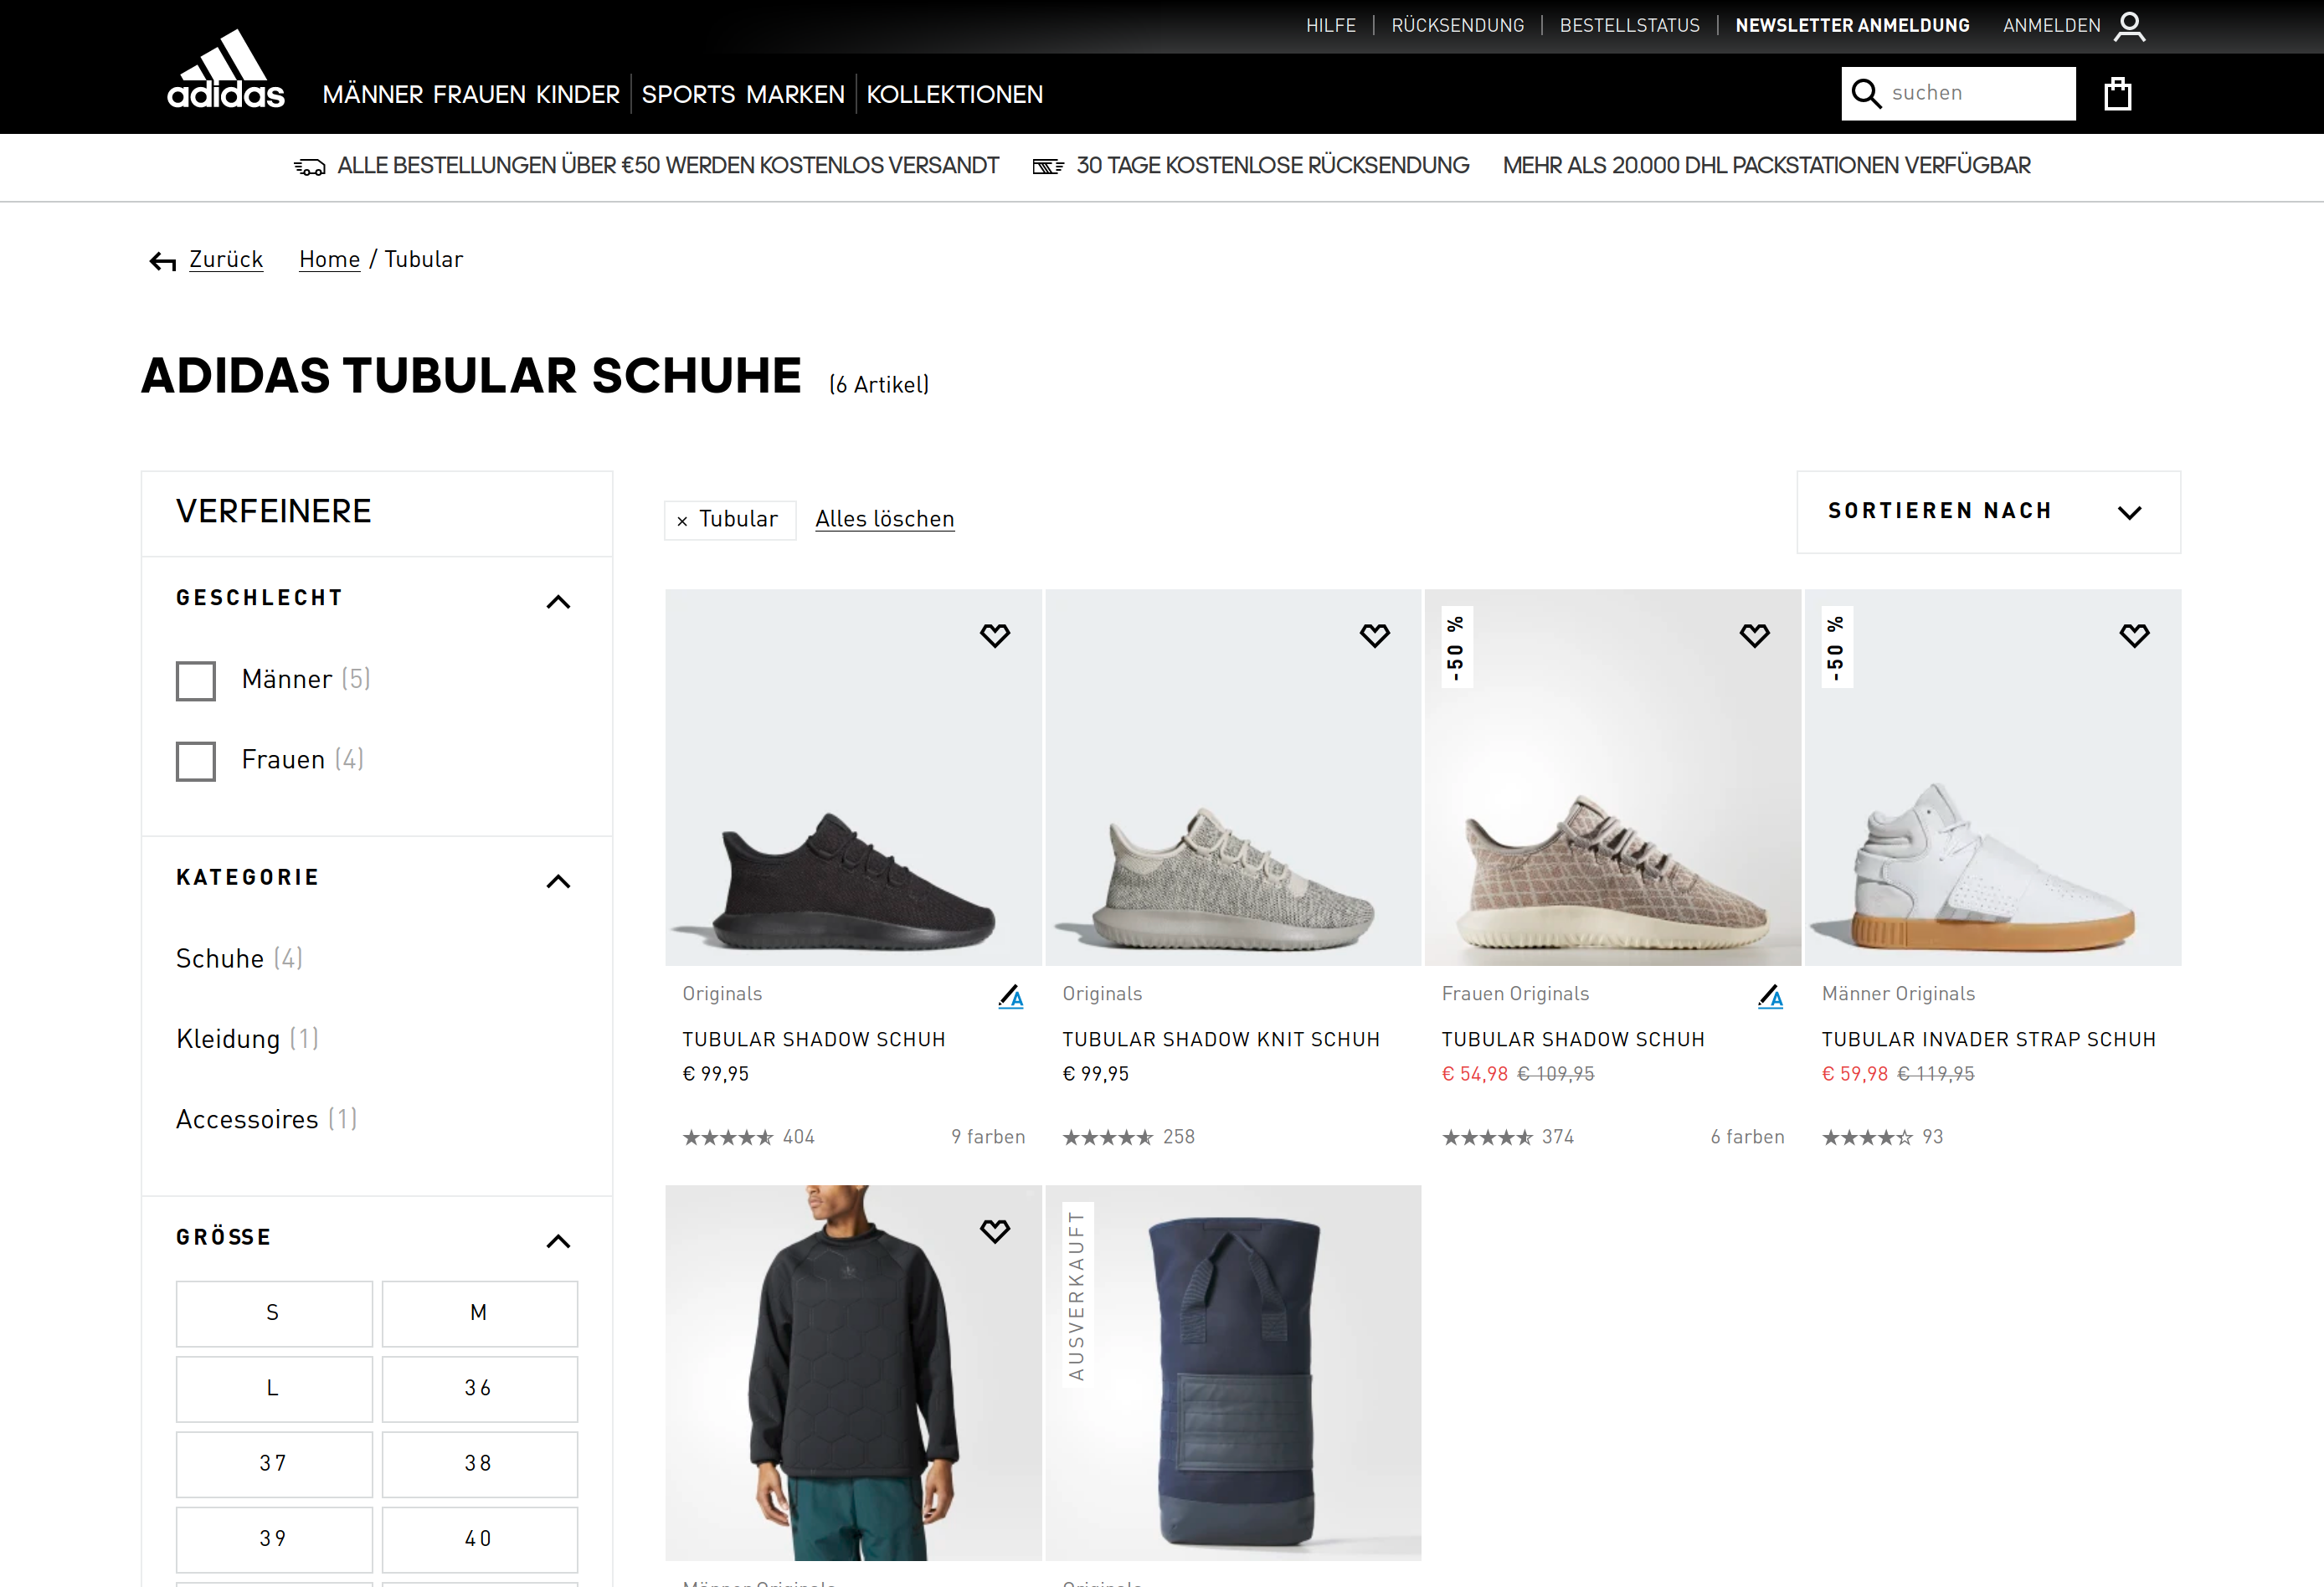 HILFE RÜCKSENDUNG BESTELLSTATUS NEWSLETTER ANMELDUNG ANMELDEN
adidas MÄNNER FRAUEN KINDER SPORTS MARKEN KOLLEKTIONEN suchen
ALLE BESTELLUNGEN ÜBER €50 WERDEN KOSTENLOS VERSANDT 30 TAGE KOSTENLOSE RÜCKSENDUNG MEHR ALS 20.000 DHL PACKSTATIONEN VERFÜGBAR
Zurück Home / Tubular
ADIDAS TUBULAR SCHUHE (6 Artikel)
VERFEINERE
GESCHLECHT
Männer (5)
Frauen (4)
KATEGORIE
Schuhe (4)
Kleidung (1)
Accessoires (1)
GRÖSSE
S M
L 36
37 38
39 40
× Tubular Alles löschen
SORTIEREN NACH
Originals
TUBULAR SHADOW SCHUH
€ 99,95
404 9 farben
Originals
TUBULAR SHADOW KNIT SCHUH
€ 99,95
258
-50 %
Frauen Originals
TUBULAR SHADOW SCHUH
€ 54,98 € 109,95
374 6 farben
-50 %
Männer Originals
TUBULAR INVADER STRAP SCHUH
€ 59,98 € 119,95
93
Männer Originals
AUSVERKAUFT
Originals